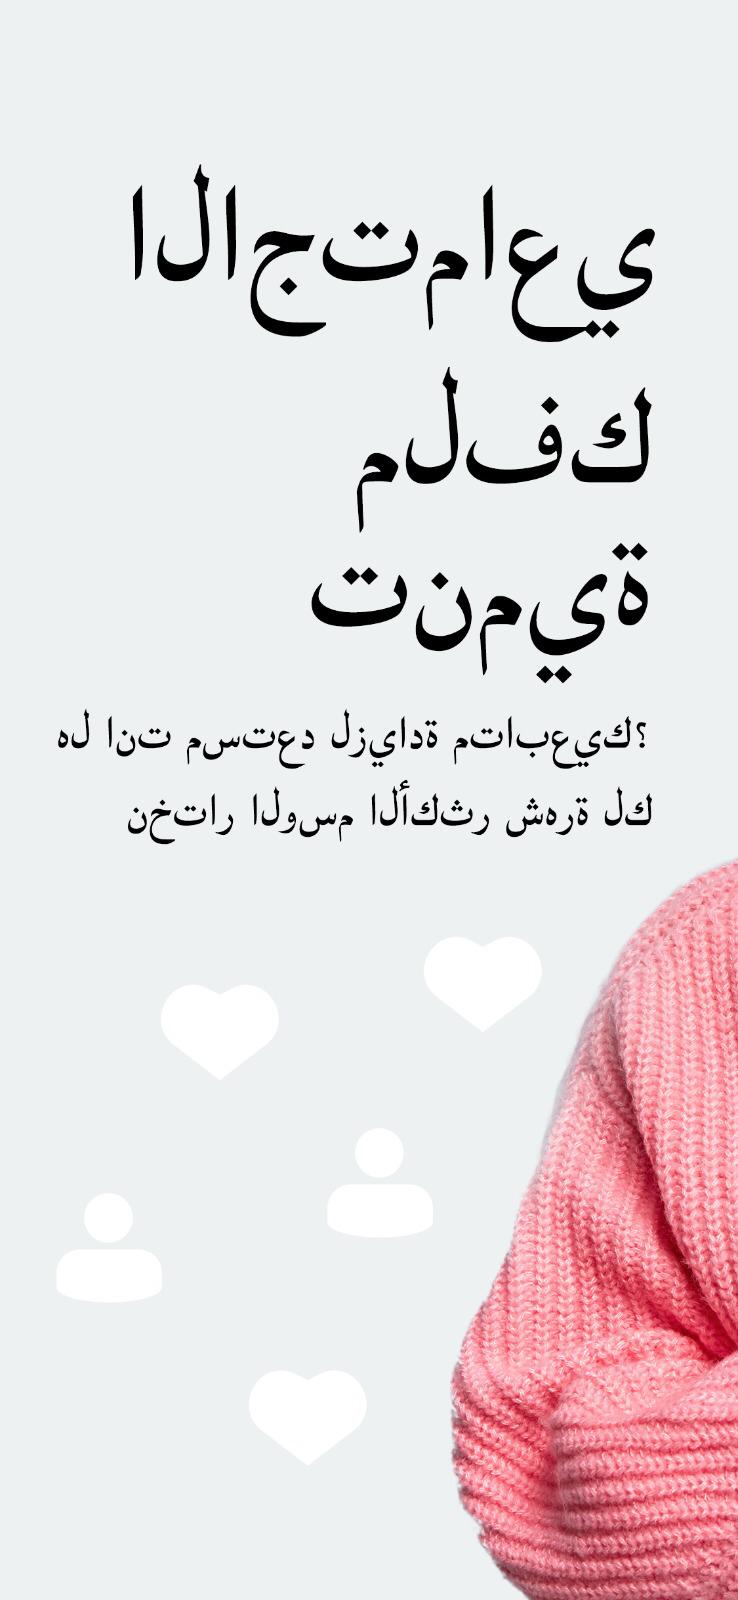 الاجتماعي
ملفك
تنمية
هل انت مستعد لزيادة متابعيك؟
نختار الوسم الأكثر شهرة لك